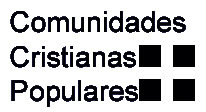 Comunidades
Cristianas■ ■
Populares■ ■